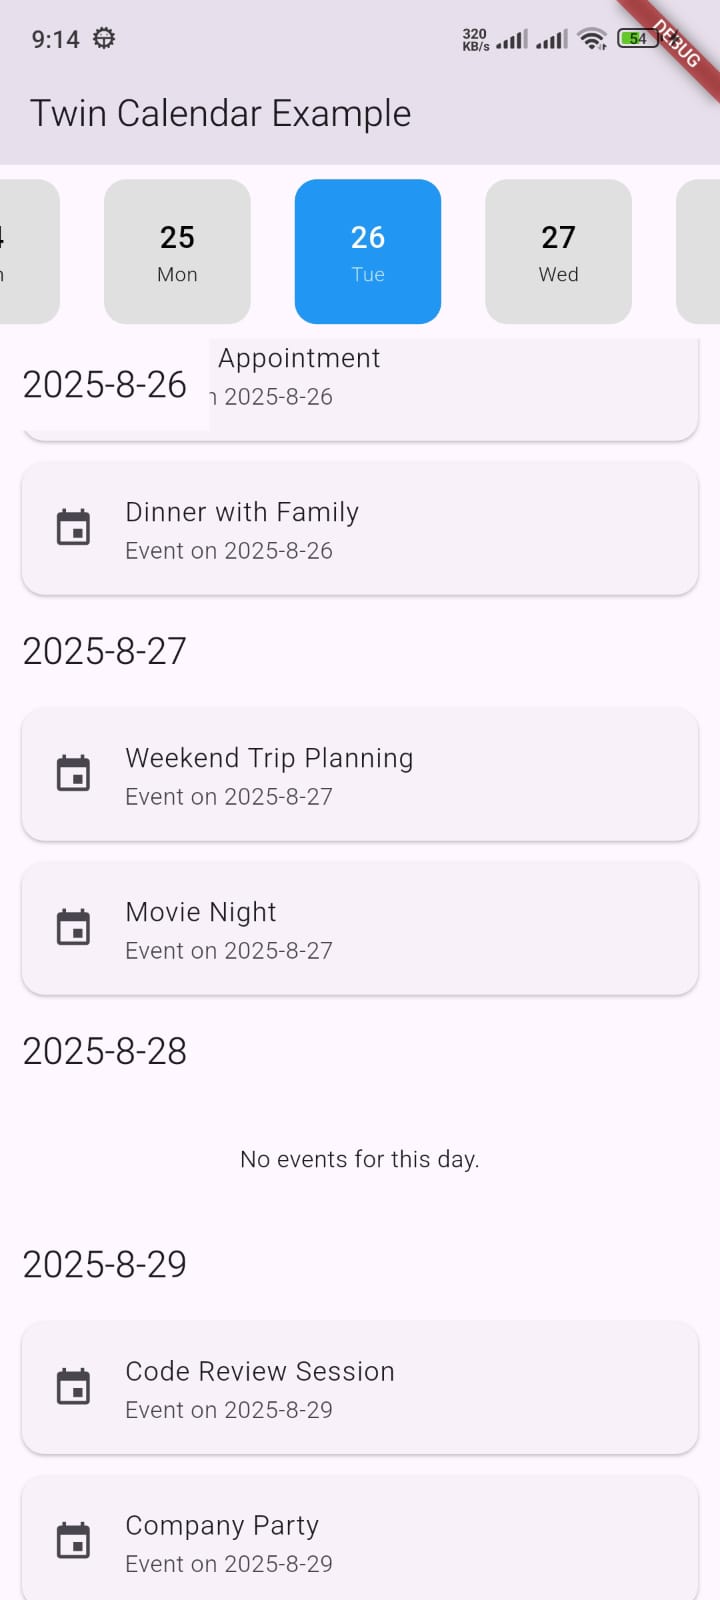 9:14
320
KB/s
54
DEBUG
Twin Calendar Example
25
Mon
26
Tue
27
Wed
2025-8-26
Appointment
2025-8-26
Dinner with Family
Event on 2025-8-26
2025-8-27
Weekend Trip Planning
Event on 2025-8-27
Movie Night
Event on 2025-8-27
2025-8-28
No events for this day.
2025-8-29
Code Review Session
Event on 2025-8-29
Company Party
Event on 2025-8-29